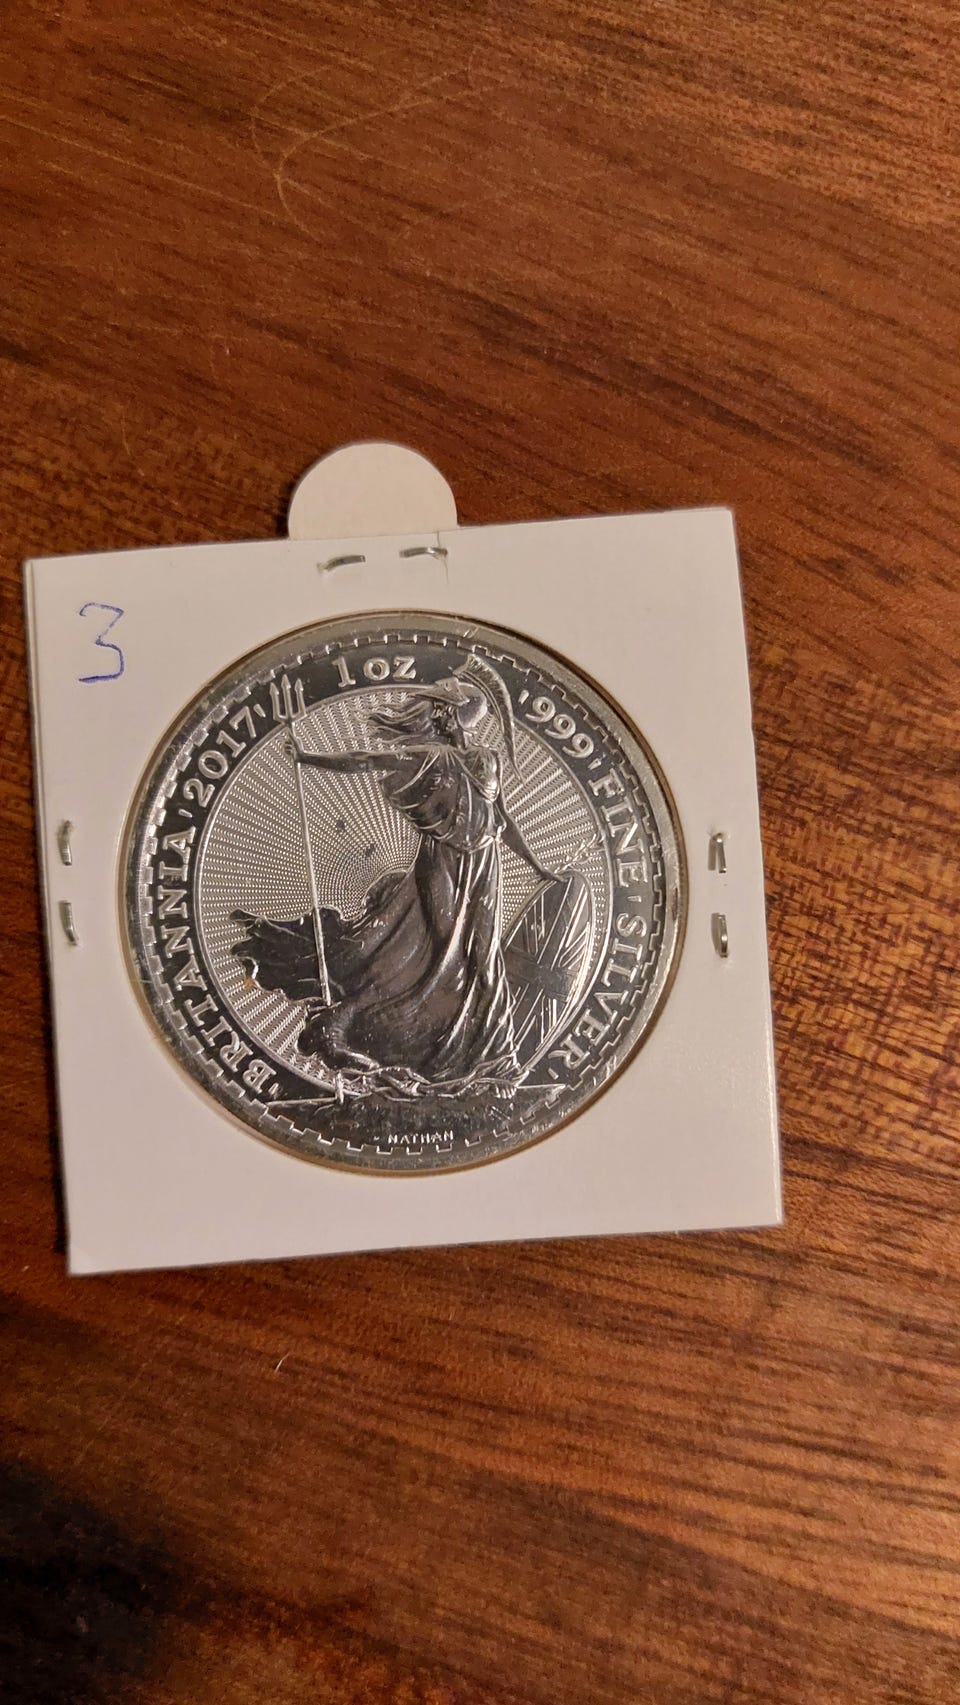 3
1 OZ
'BRITANNIA '2017'
'999' FINE 'SILVER'
NATHAN